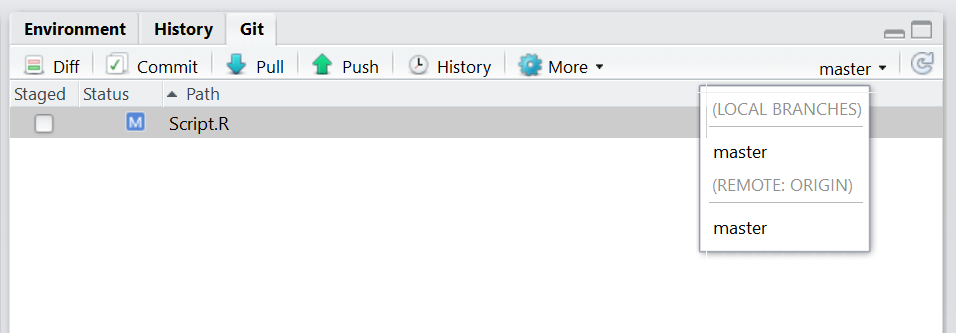 Environment History Git
Diff Commit Pull Push History More master
Staged Status Path
M Script.R
(LOCAL BRANCHES)
master
(REMOTE: ORIGIN)
master